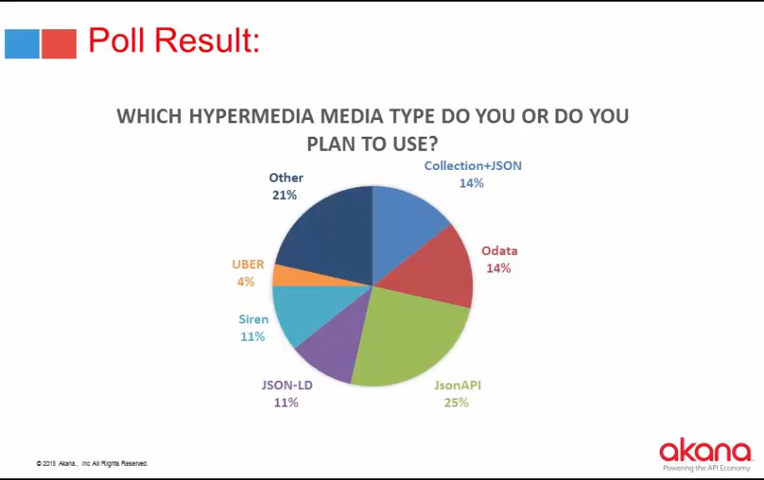 Poll Result:
WHICH HYPERMEDIA MEDIA TYPE DO YOU OR DO YOU
PLAN TO USE?
Collection+JSON
14%
Odata
14%
JsonAPI
25%
JSON-LD
11%
Siren
11%
UBER
4%
Other
21%
© 2015 Akana., Inc All Rights Reserved.
akana
Powering the API Economy